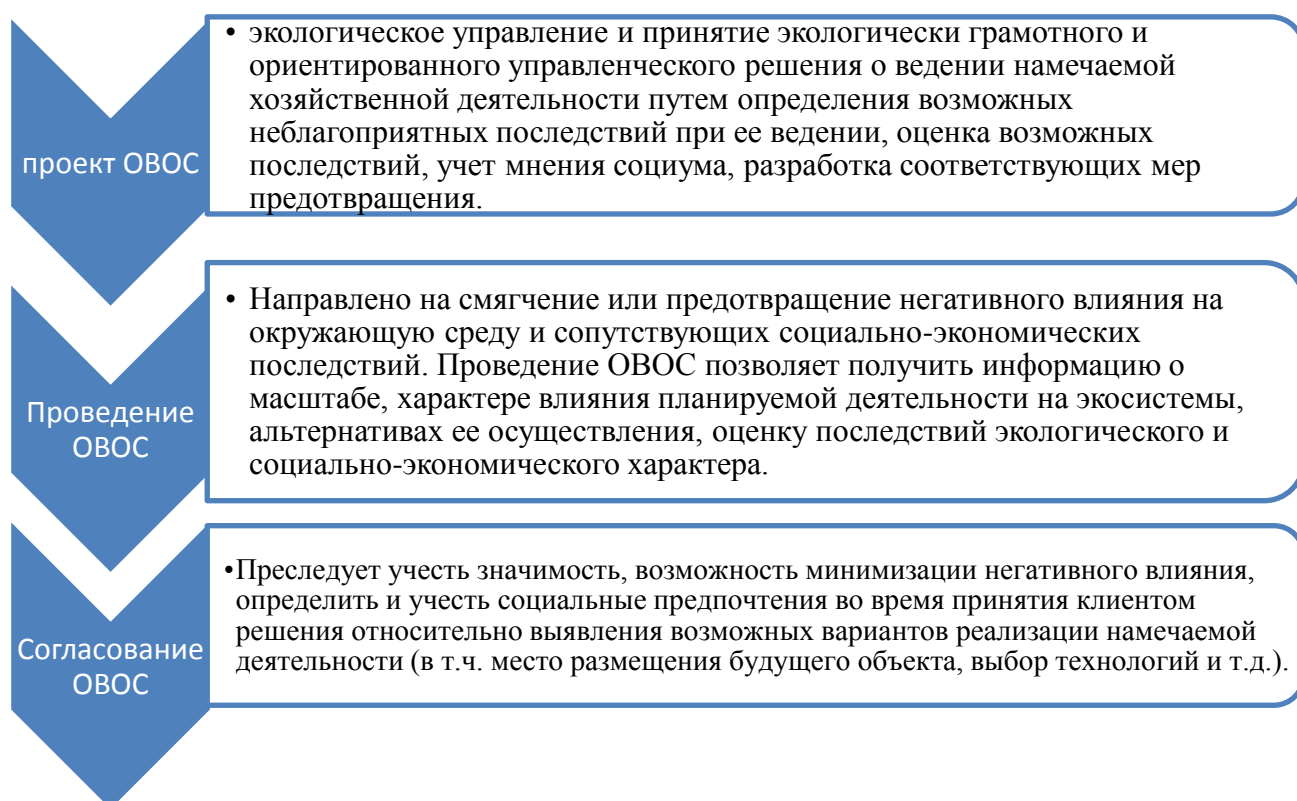 проект ОВОС
• экологическое управление и принятие экологически грамотного и
ориентированного управленческого решения о ведении намечаемой
хозяйственной деятельности путем определения возможных
неблагоприятных последствий при ее ведении, оценка возможных
последствий, учет мнения социума, разработка соответствующих мер
предотвращения.
Проведение
ОВОС
• Направлено на смягчение или предотвращение негативного влияния на
окружающую среду и сопутствующих социально-экономических
последствий. Проведение ОВОС позволяет получить информацию о
масштабе, характере влияния планируемой деятельности на экосистемы,
альтернативах ее осуществления, оценку последствий экологического и
социально-экономического характера.
Согласование
ОВОС
•Преследует учесть значимость, возможность минимизации негативного влияния,
определить и учесть социальные предпочтения во время принятия клиентом
решения относительно выявления возможных вариантов реализации намечаемой
деятельности (в т.ч. место размещения будущего объекта, выбор технологий и т.д.).